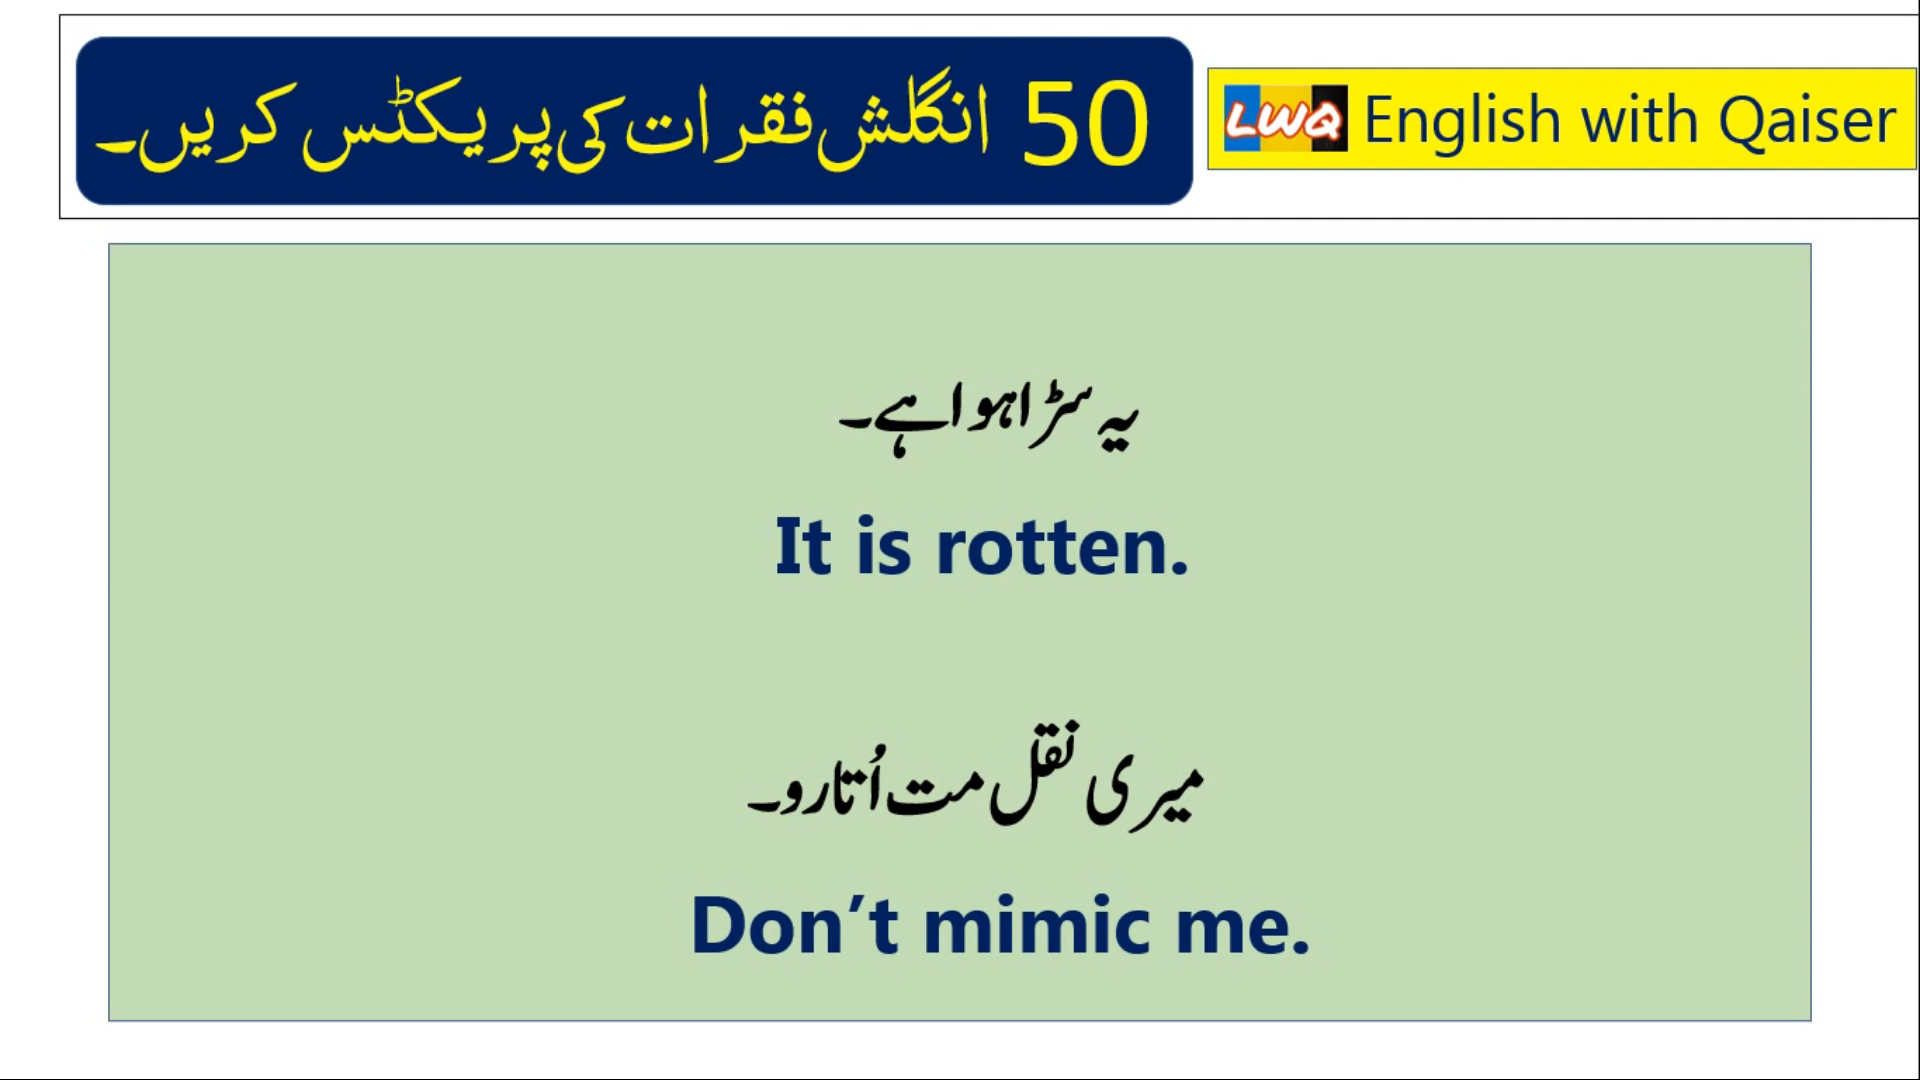 50 انگلش فقرات کی پریکٹس کریں۔
LWQ English with Qaiser
یہ سڑا ہوا ہے۔
It is rotten.
میری نقل مت اُتارو۔
Don’t mimic me.